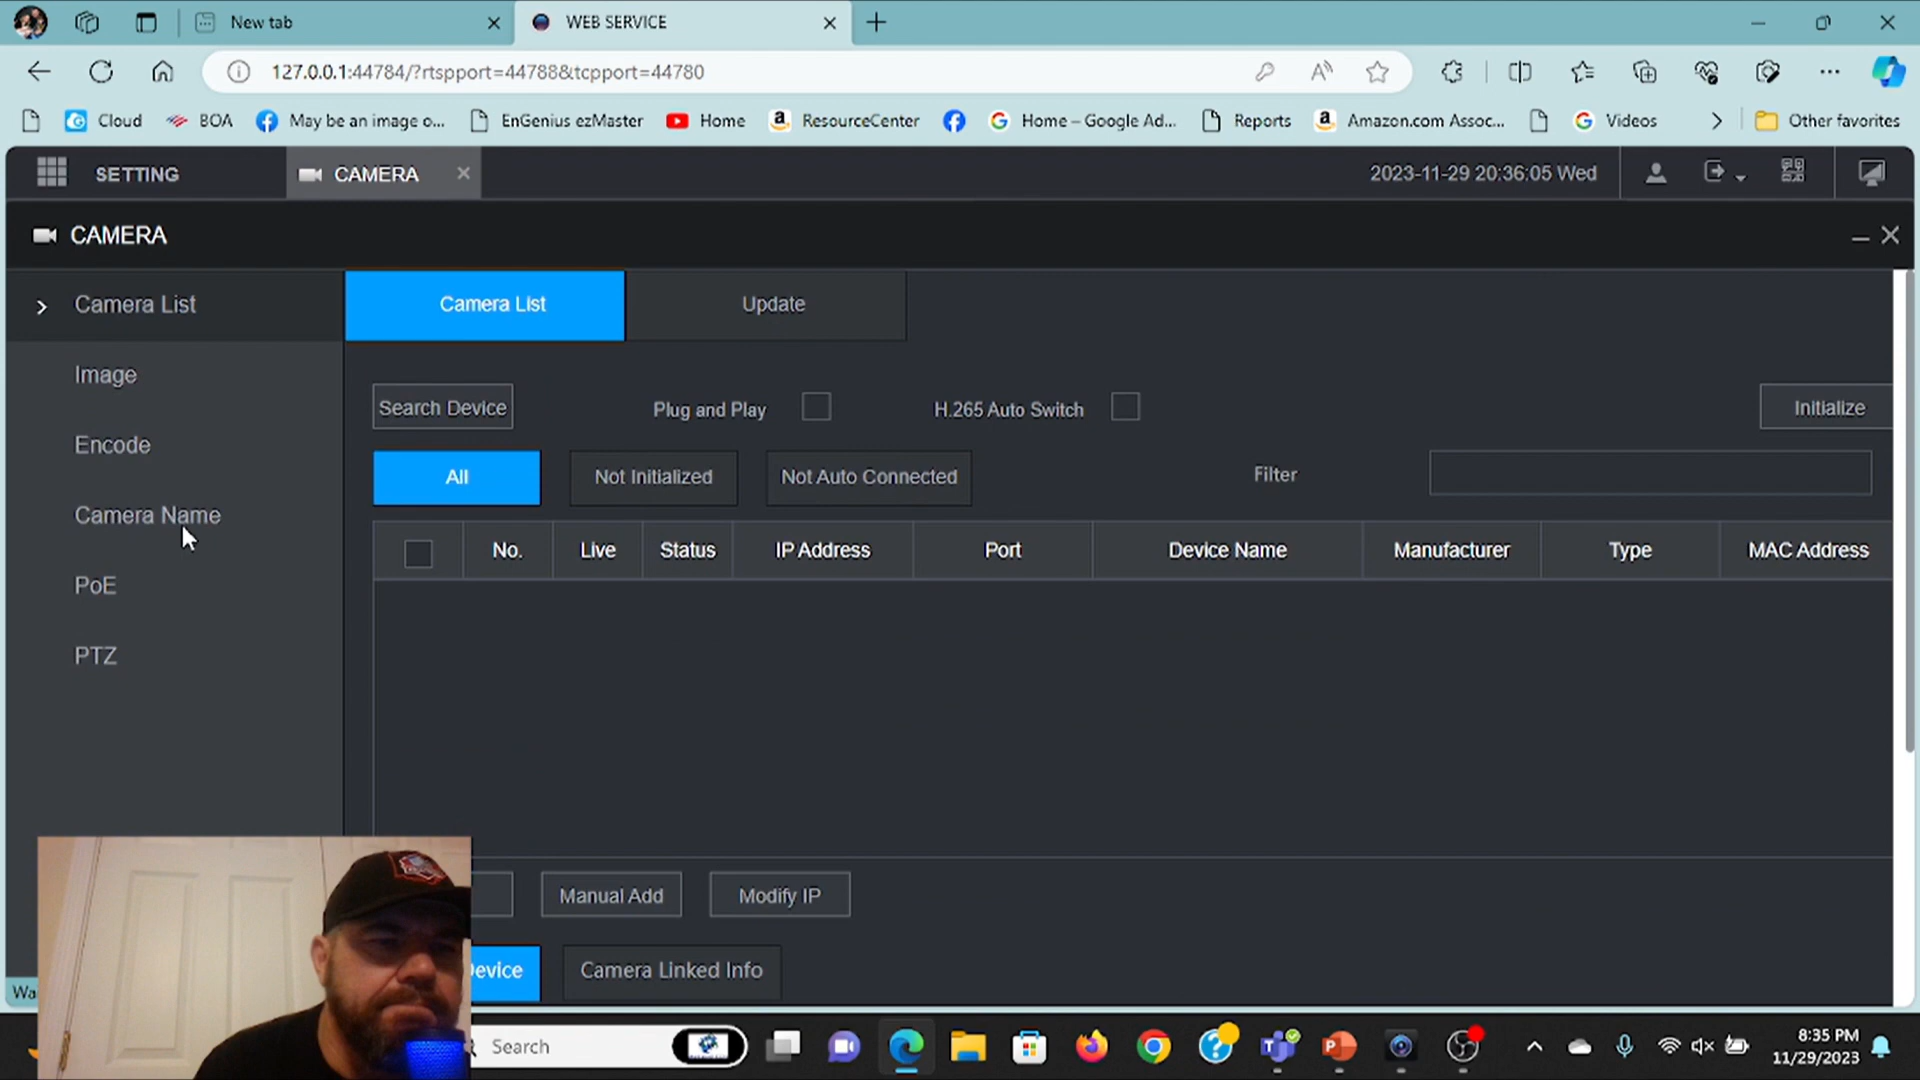 New tab
WEB SERVICE
127.0.0.1:44784/?rtspport=44788&tcpport=44780
Cloud
BOA
May be an image o...
EnGenius ezMaster
Home
ResourceCenter
Home – Google Ad...
Reports
Amazon.com Assoc...
Videos
Other favorites
SETTING
CAMERA
2023-11-29 20:36:05 Wed
CAMERA
Camera List
Image
Encode
Camera Name
PoE
PTZ
Camera List
Update
Search Device
Plug and Play
H.265 Auto Switch
Initialize
All
Not Initialized
Not Auto Connected
Filter
No.
Live
Status
IP Address
Port
Device Name
Manufacturer
Type
MAC Address
Manual Add
Modify IP
Device
Camera Linked Info
Search
8:35 PM
11/29/2023